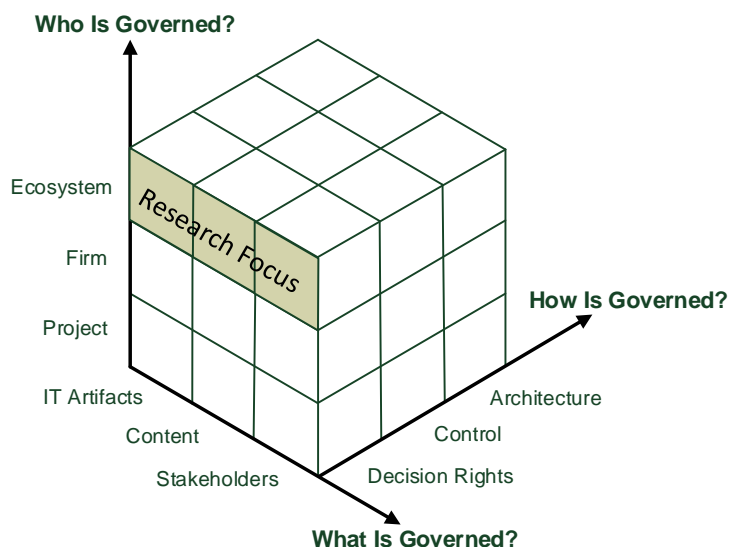 Who Is Governed?
Ecosystem
Research Focus
Firm
How Is Governed?
Project
IT Artifacts
Architecture
Content
Control
Stakeholders
Decision Rights
What Is Governed?